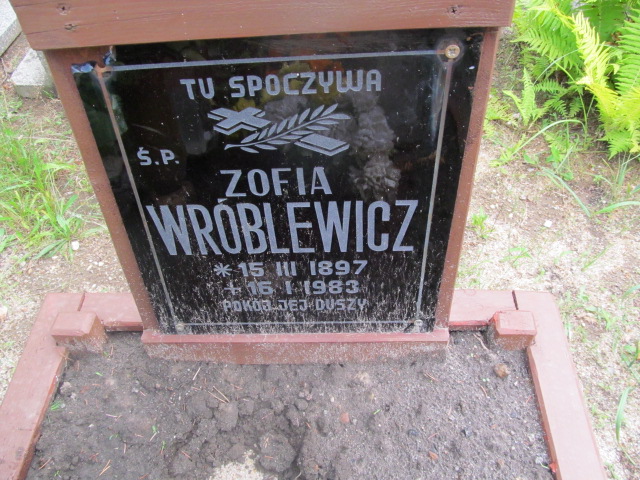 TU SPOCZYWA
Ś.P.
ZOFIA
WRÓBLEWICZ
* 15 III 1897
+ 16 I 1983
POKÓJ JEJ DUSZY